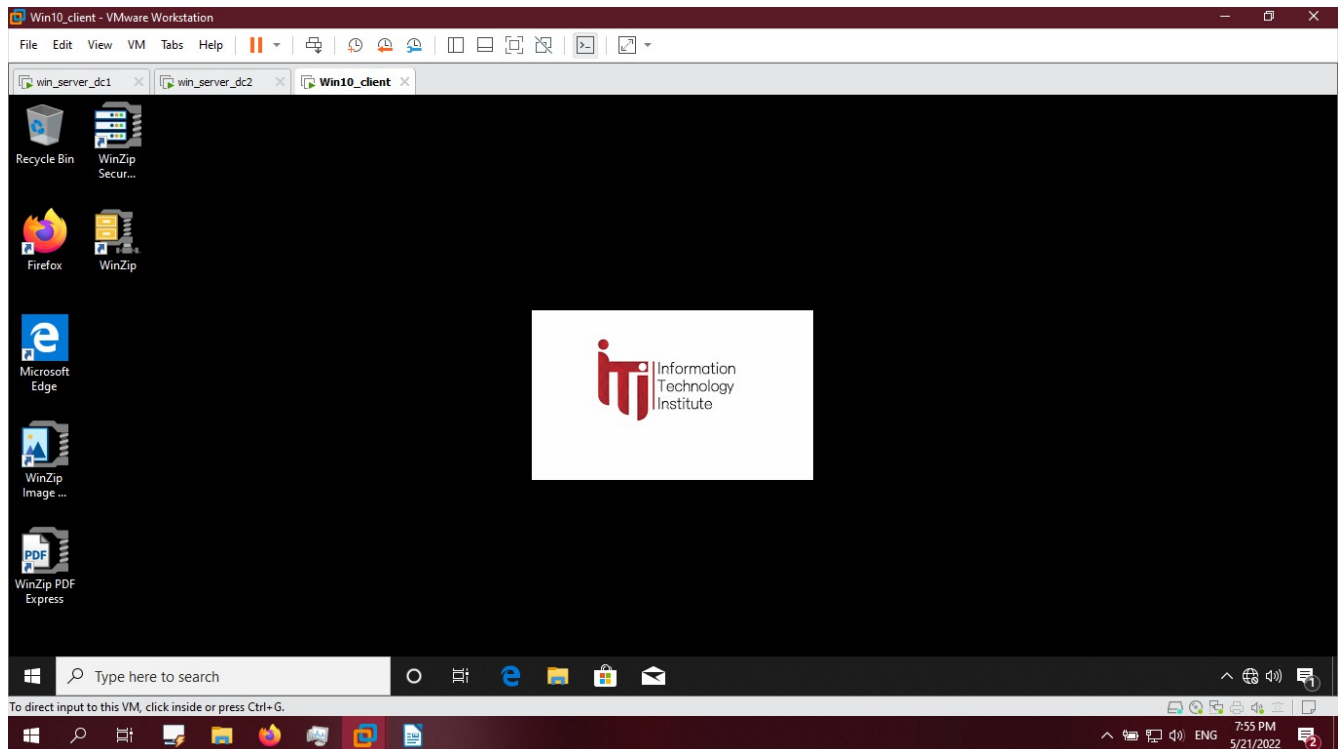 Win10_client - VMware Workstation
File Edit View VM Tabs Help
win_server_dc1 win_server_dc2 Win10_client
Recycle Bin
WinZip
Secur...
Firefox
WinZip
Information
Technology
Institute
Microsoft
Edge
WinZip
Image ...
PDF
WinZip PDF
Express
Type here to search
1
To direct input to this VM, click inside or press Ctrl+G.
ENG
7:55 PM
5/21/2022
2